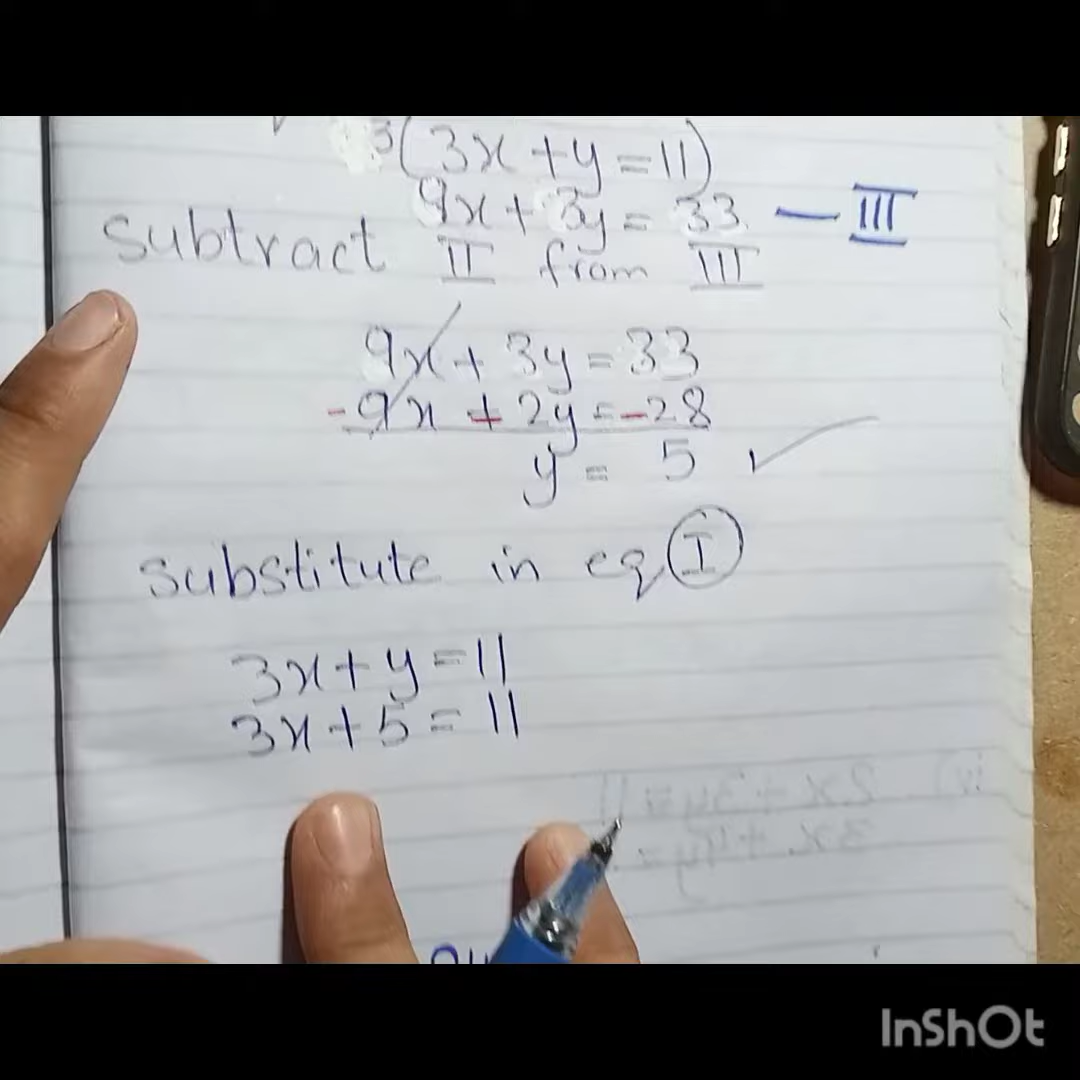 3(3x + y = 11)
9x + 3y = 33 — III
Subtract II from III
9x + 3y = 33
- 9x + 2y = -28
y = 5 ✓
Substitute in eq I
3x + y = 11
3x + 5 = 11
InShOt